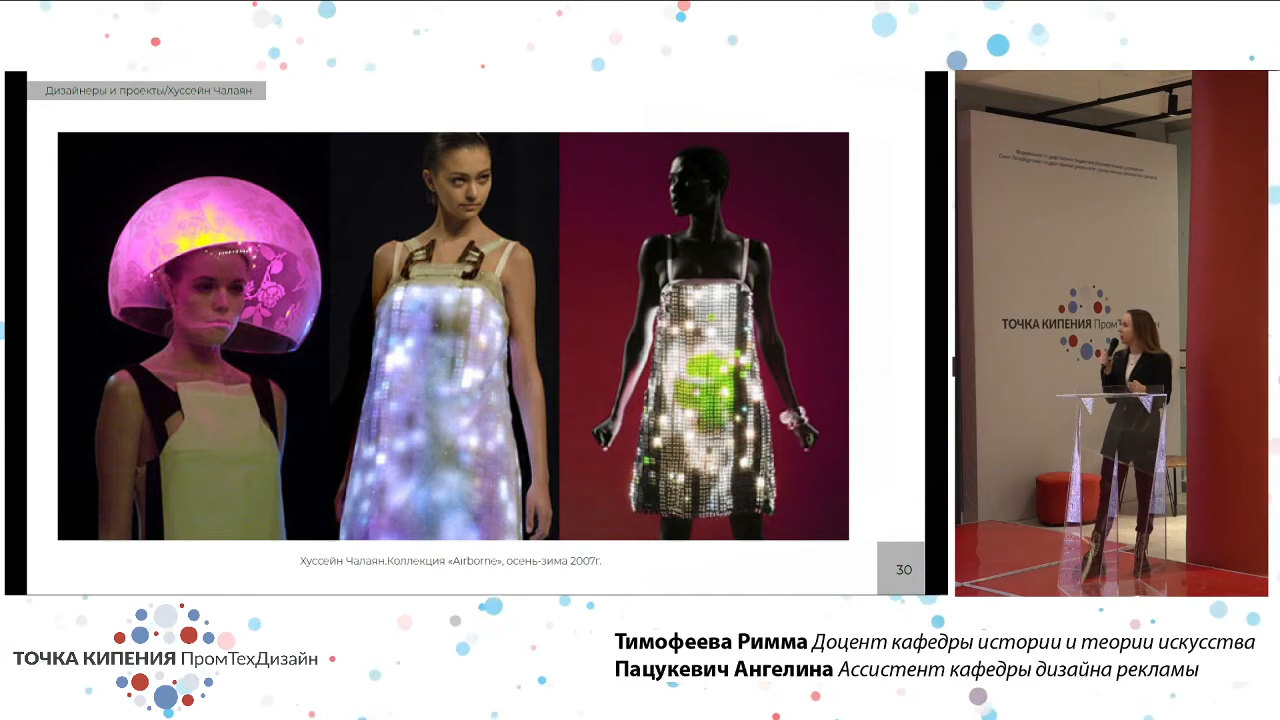 Дизайнеры и проекты/Хуссейн Чалаян
Хуссейн Чалаян.Коллекция «Airborne», осень-зима 2007г.
30
ТОЧКА КИПЕНИЯ Пром
ТОЧКА КИПЕНИЯ ПромТехДизайн
Тимофеева Римма Доцент кафедры истории и теории искусства
Пацукевич Ангелина Ассистент кафедры дизайна рекламы